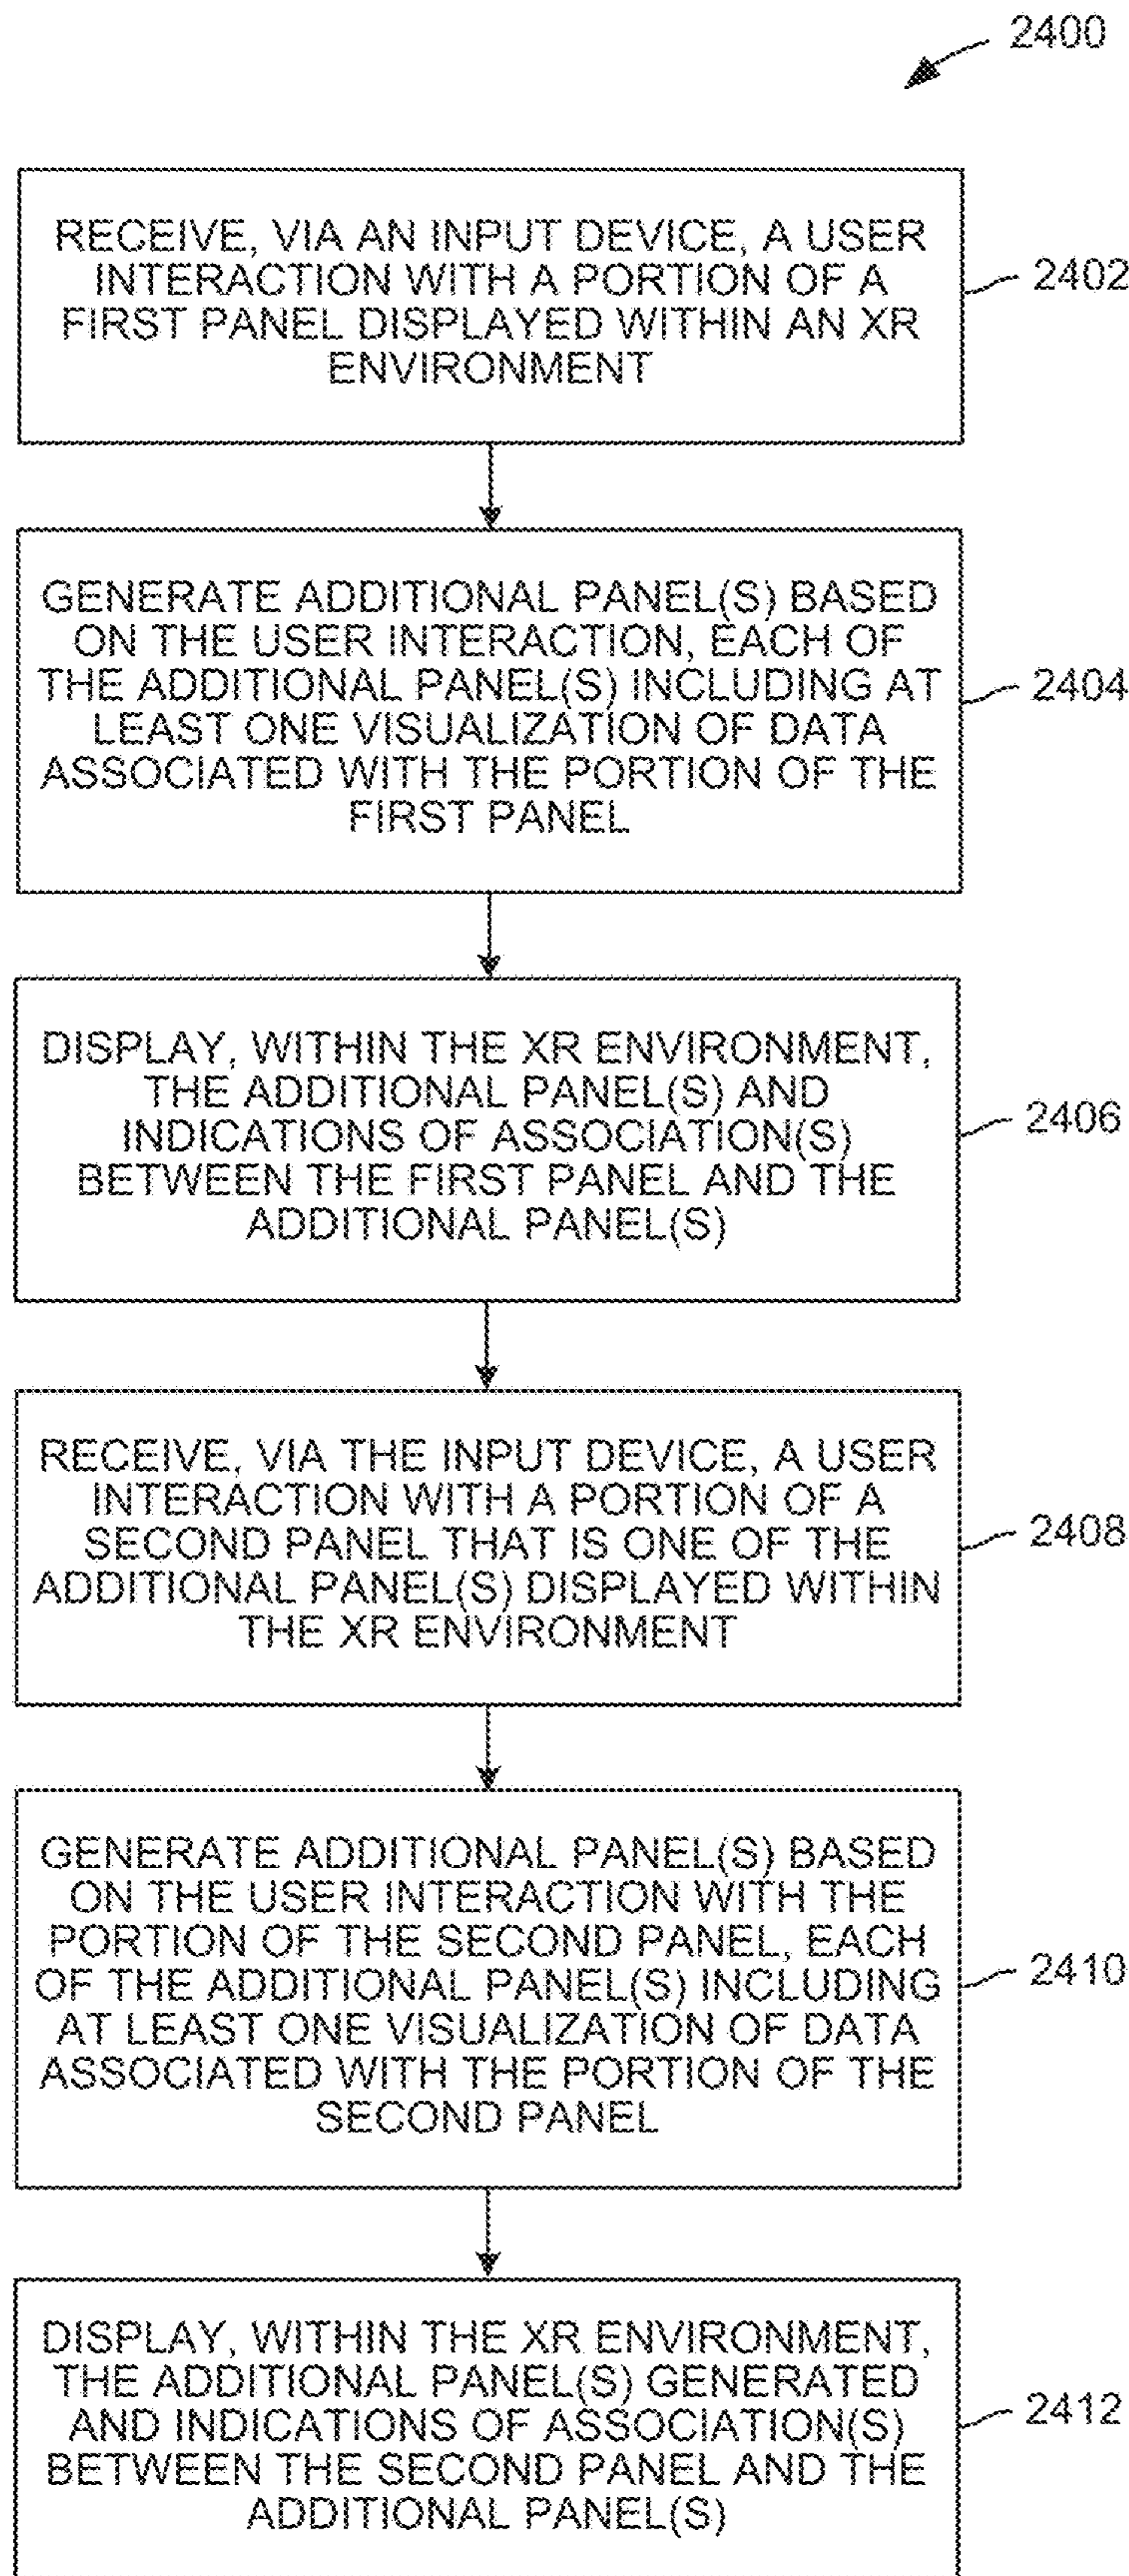 2400
RECEIVE, VIA AN INPUT DEVICE, A USER
INTERACTION WITH A PORTION OF A
FIRST PANEL DISPLAYED WITHIN AN XR
ENVIRONMENT
2402
GENERATE ADDITIONAL PANEL(S) BASED
ON THE USER INTERACTION, EACH OF
THE ADDITIONAL PANEL(S) INCLUDING AT
LEAST ONE VISUALIZATION OF DATA
ASSOCIATED WITH THE PORTION OF THE
FIRST PANEL
2404
DISPLAY, WITHIN THE XR ENVIRONMENT,
THE ADDITIONAL PANEL(S) AND
INDICATIONS OF ASSOCIATION(S)
BETWEEN THE FIRST PANEL AND THE
ADDITIONAL PANEL(S)
2406
RECEIVE, VIA THE INPUT DEVICE, A USER
INTERACTION WITH A PORTION OF A
SECOND PANEL THAT IS ONE OF THE
ADDITIONAL PANEL(S) DISPLAYED WITHIN
THE XR ENVIRONMENT
2408
GENERATE ADDITIONAL PANEL(S) BASED
ON THE USER INTERACTION WITH THE
PORTION OF THE SECOND PANEL, EACH
OF THE ADDITIONAL PANEL(S) INCLUDING
AT LEAST ONE VISUALIZATION OF DATA
ASSOCIATED WITH THE PORTION OF THE
SECOND PANEL
2410
DISPLAY, WITHIN THE XR ENVIRONMENT,
THE ADDITIONAL PANEL(S) GENERATED
AND INDICATIONS OF ASSOCIATION(S)
BETWEEN THE SECOND PANEL AND THE
ADDITIONAL PANEL(S)
2412